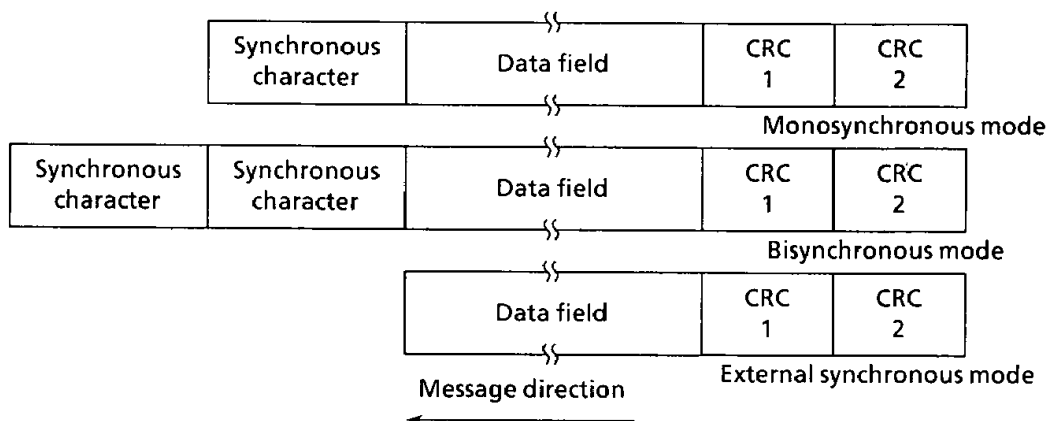 Synchronous
character
Data field
CRC
1
CRC
2
Monosynchronous mode
Synchronous
character
Synchronous
character
Data field
CRC
1
CRC
2
Bisynchronous mode
Data field
CRC
1
CRC
2
External synchronous mode
Message direction